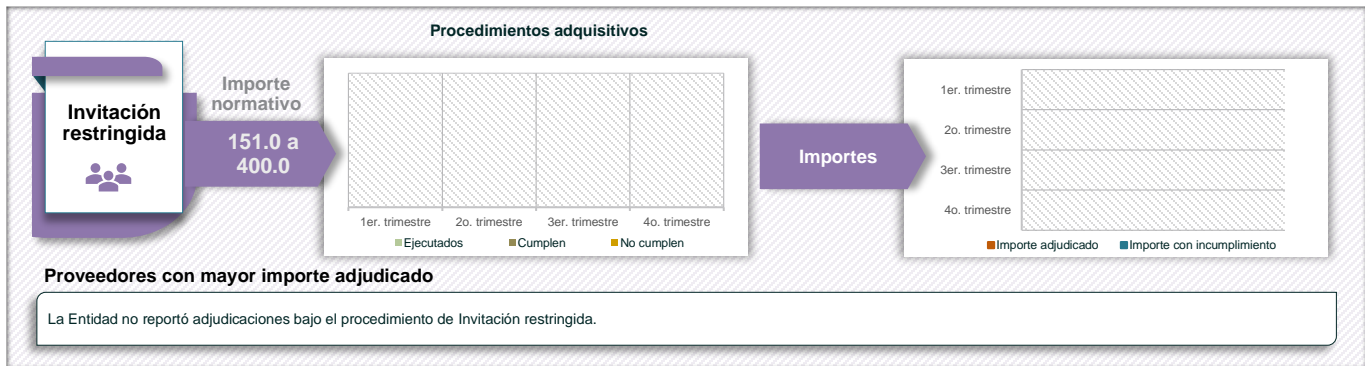 Procedimientos adquisitivos
Invitación
restringida
Importe
normativo
151.0 a
400.0
1er. trimestre 2o. trimestre 3er. trimestre 4o. trimestre
Ejecutados Cumplen No cumplen
Importes
1er. trimestre
2o. trimestre
3er. trimestre
4o. trimestre
Importe adjudicado Importe con incumplimiento
Proveedores con mayor importe adjudicado
La Entidad no reportó adjudicaciones bajo el procedimiento de Invitación restringida.